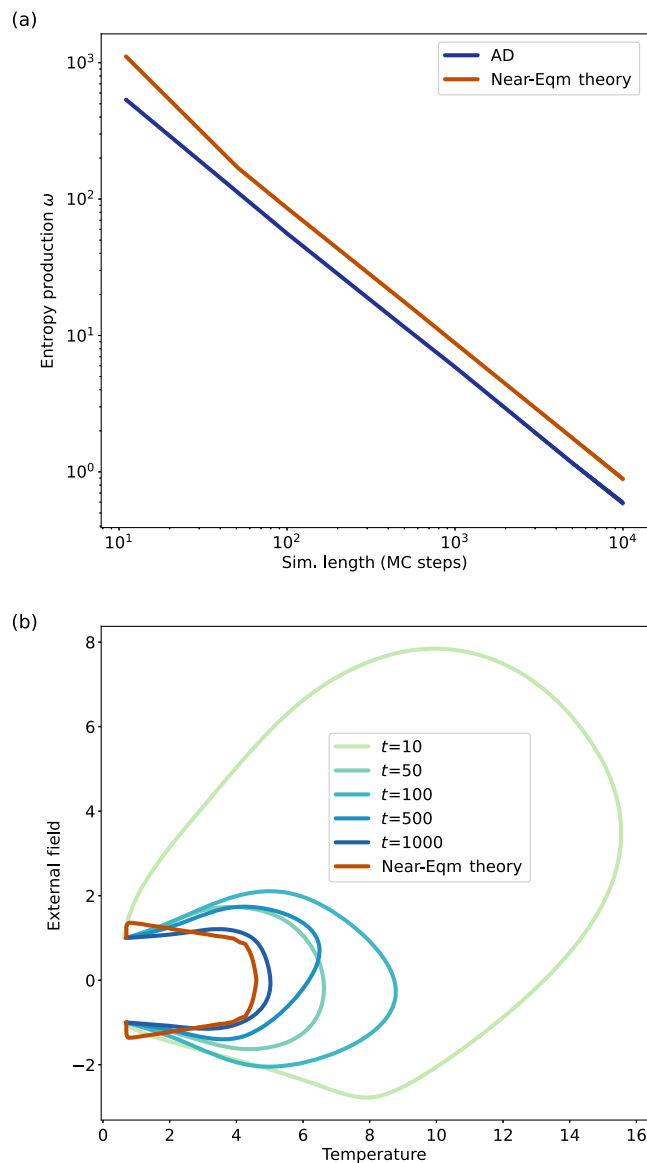 (a)
10³
10²
10¹
10⁰
Entropy production ω
AD
Near-Eqm theory
10¹
10²
10³
10⁴
Sim. length (MC steps)
(b)
8
6
4
2
0
−2
External field
t=10
t=50
t=100
t=500
t=1000
Near-Eqm theory
0
2
4
6
8
10
12
14
16
Temperature